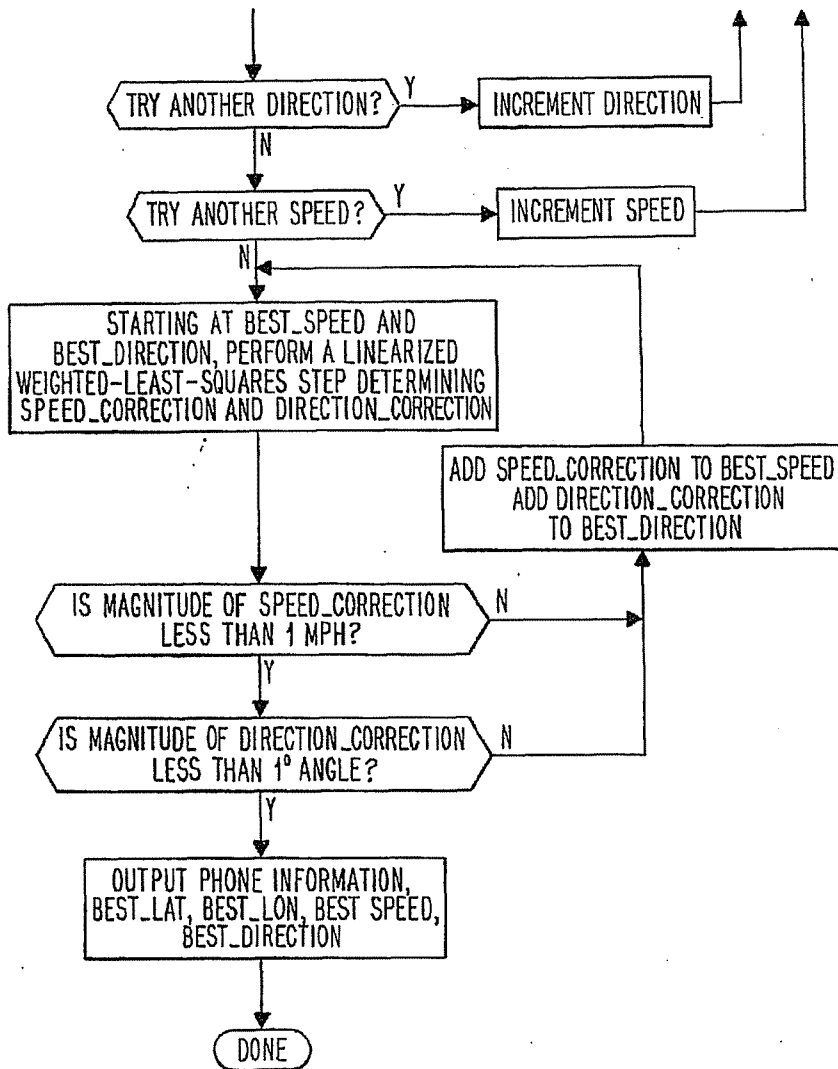 TRY ANOTHER DIRECTION?
Y
INCREMENT DIRECTION
N
TRY ANOTHER SPEED?
Y
INCREMENT SPEED
N
STARTING AT BEST_SPEED AND
BEST_DIRECTION, PERFORM A LINEARIZED
WEIGHTED-LEAST-SQUARES STEP DETERMINING
SPEED_CORRECTION AND DIRECTION_CORRECTION
ADD SPEED_CORRECTION TO BEST_SPEED
ADD DIRECTION_CORRECTION
TO BEST_DIRECTION
IS MAGNITUDE OF SPEED_CORRECTION
LESS THAN 1 MPH?
N
Y
IS MAGNITUDE OF DIRECTION_CORRECTION
LESS THAN 1° ANGLE?
N
Y
OUTPUT PHONE INFORMATION,
BEST_LAT, BEST_LON, BEST SPEED,
BEST_DIRECTION
DONE